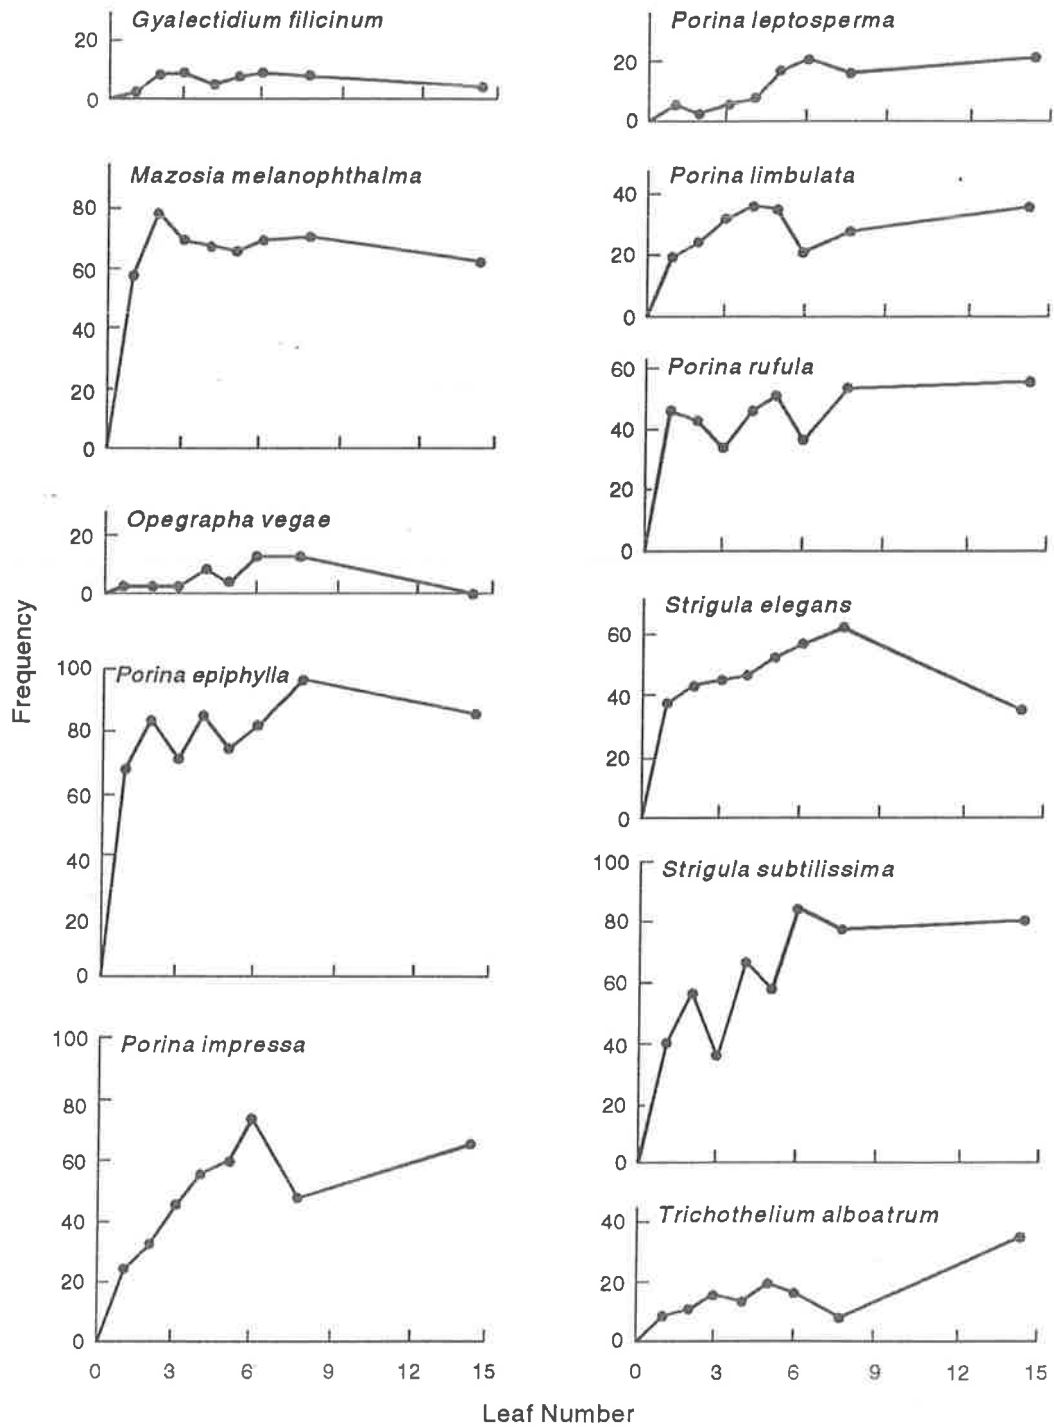 Gyalectidium filicinum
20
0
Mazosia melanophthalma
80
60
40
20
0
Opegrapha vegae
20
0
Frequency
Porina epiphylla
100
80
60
40
20
0
Porina impressa
100
80
60
40
20
0
0 3 6 9 12 15
Porina leptosperma
20
0
Porina limbulata
40
20
0
Porina rufula
60
40
20
0
Strigula elegans
60
40
20
0
Strigula subtilissima
100
80
60
40
20
0
Trichothelium alboatrum
40
20
0
0 3 6 9 12 15
Leaf Number